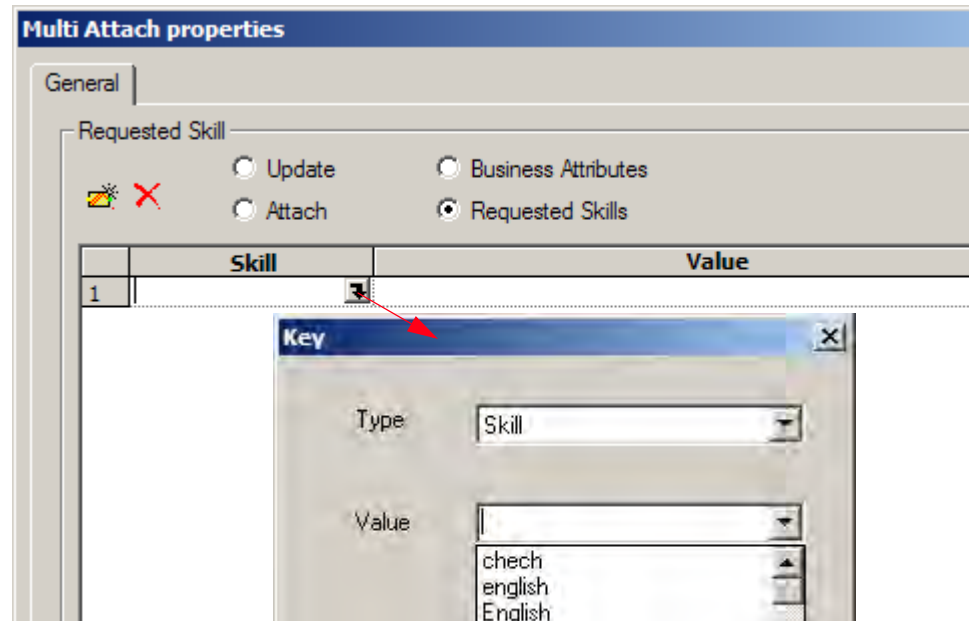 Multi Attach properties
General
Requested Skill
Update Business Attributes
Attach Requested Skills
Skill Value
1
Key
Type Skill
Value
chech
english
English